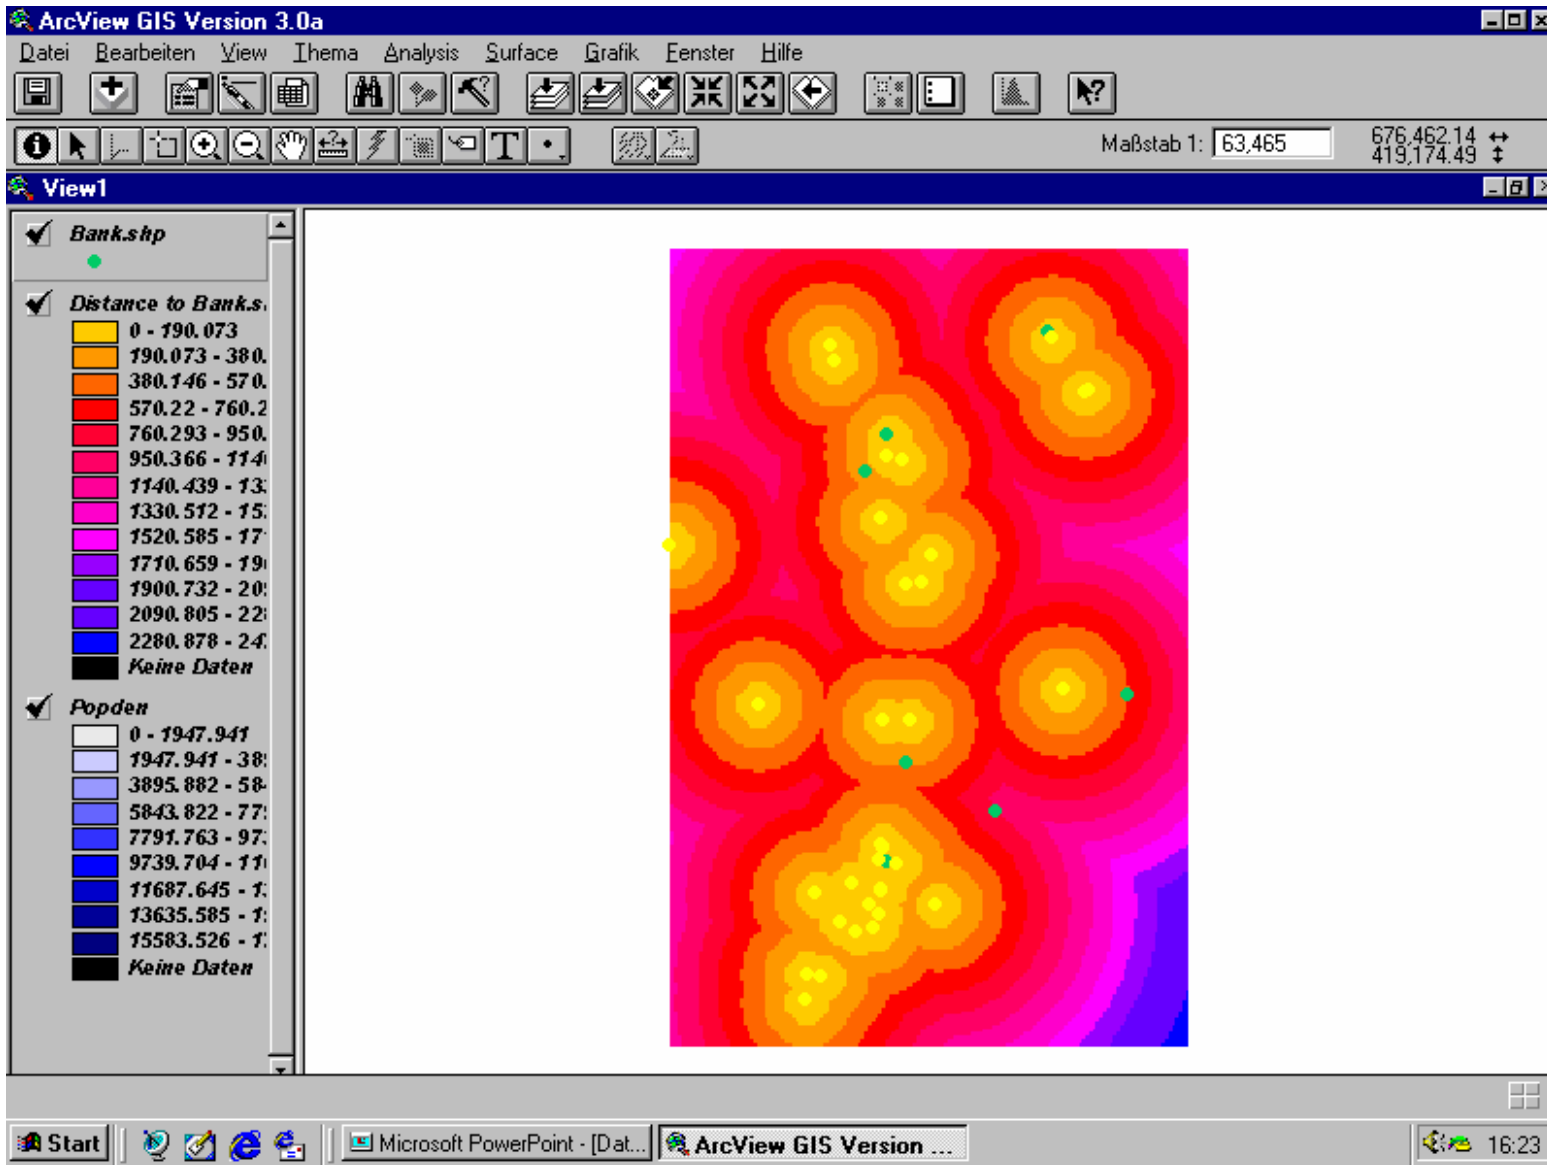 ArcView GIS Version 3.0a
Datei Bearbeiten View Thema Analysis Surface Grafik Fenster Hilfe
Maßstab 1: 63,465
676,462.14
419,174.49
View1
Bank.shp
Distance to Bank.s
0 - 190.073
190.073 - 380.
380.146 - 570.
570.22 - 760.2
760.293 - 950.
950.366 - 114
1140.439 - 13
1330.512 - 15
1520.585 - 17
1710.659 - 19
1900.732 - 20
2090.805 - 22
2280.878 - 24
Keine Daten
Popden
0 - 1947.941
1947.941 - 38
3895.882 - 58
5843.822 - 77
7791.763 - 97
9739.704 - 11
11687.645 - 1
13635.585 - 1
15583.526 - 1
Keine Daten
Start Microsoft PowerPoint - [Dat... ArcView GIS Version ... 16:23